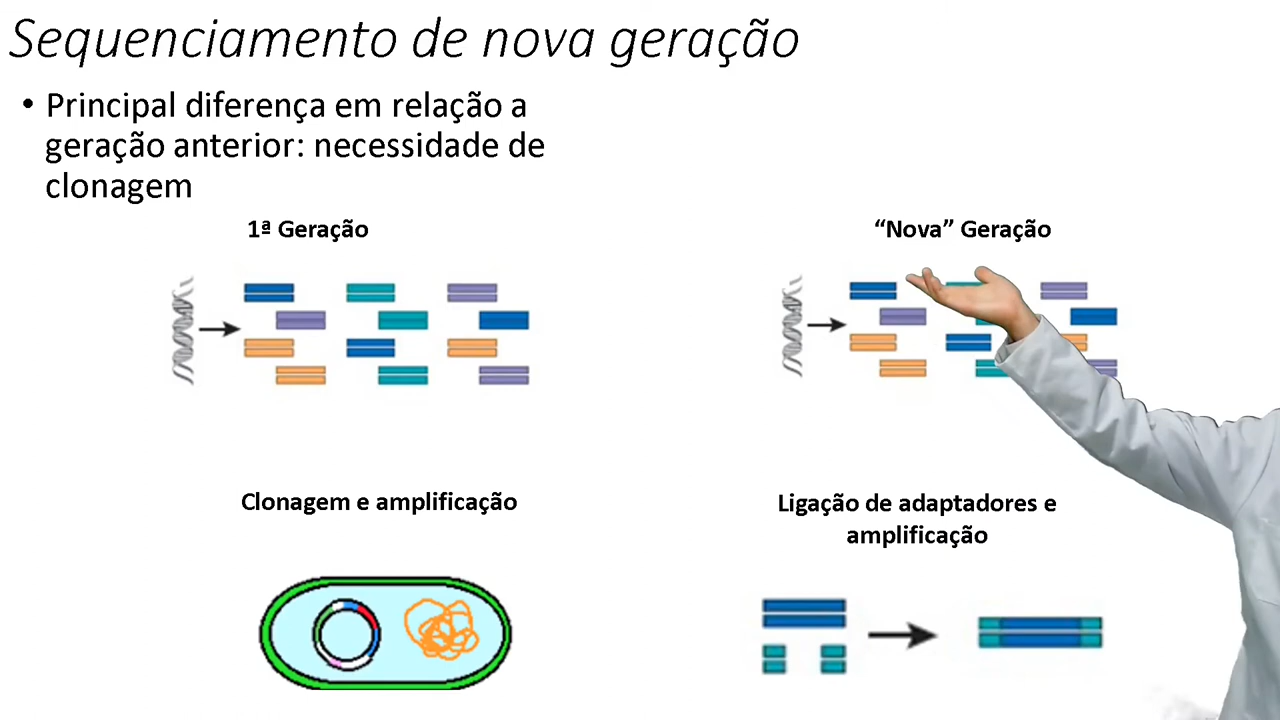 Sequenciamento de nova geração
• Principal diferença em relação a
geração anterior: necessidade de
clonagem
1ª Geração
“Nova” Geração
Clonagem e amplificação
Ligação de adaptadores e
amplificação